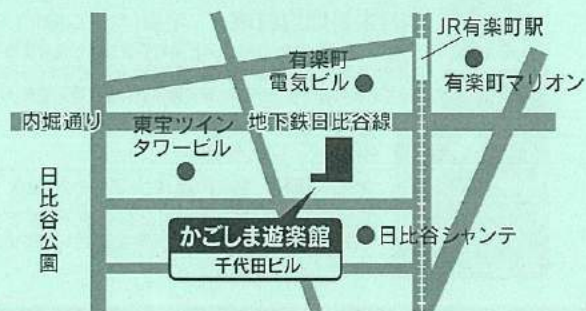 JR有楽町駅
有楽町
電気ビル
有楽町マリオン
内堀通り
東宝ツイン
タワービル
地下鉄日比谷線
日比谷公園
かごしま遊楽館
千代田ビル
日比谷シャンテ